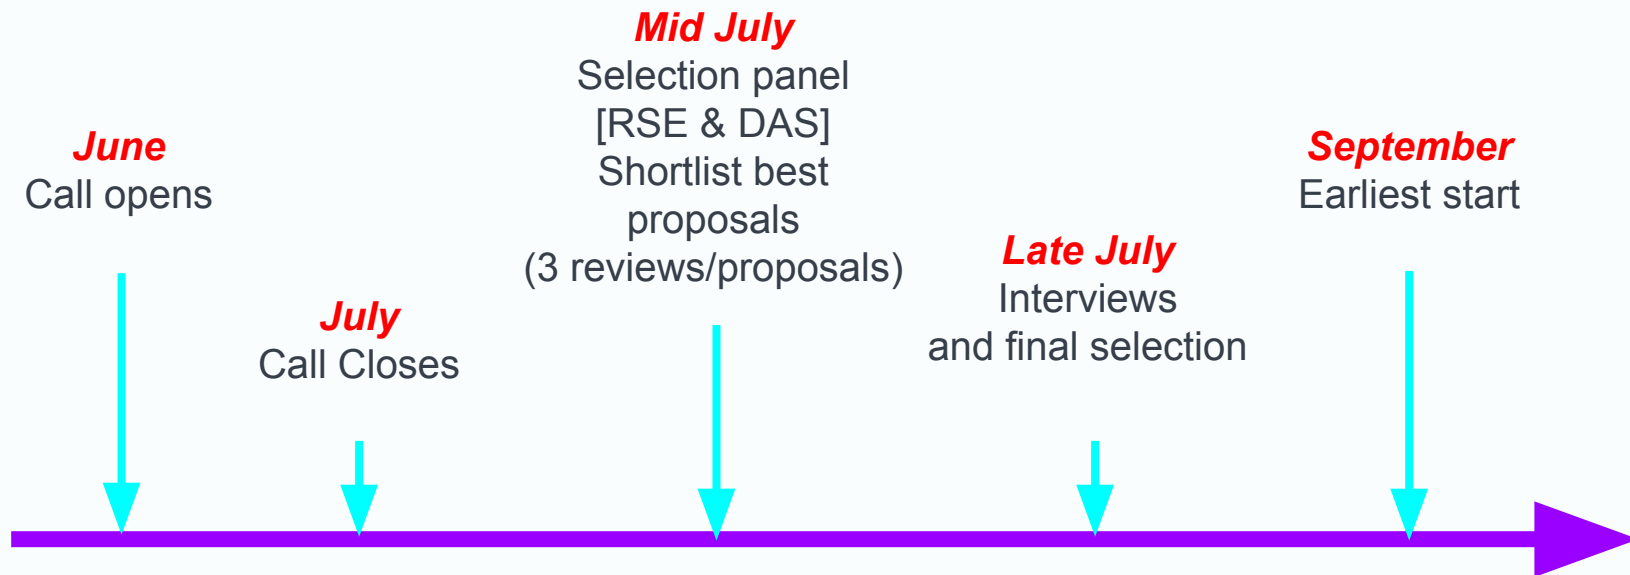 June
Call opens
July
Call Closes
Mid July
Selection panel
[RSE & DAS]
Shortlist best
proposals
(3 reviews/proposals)
Late July
Interviews
and final selection
September
Earliest start